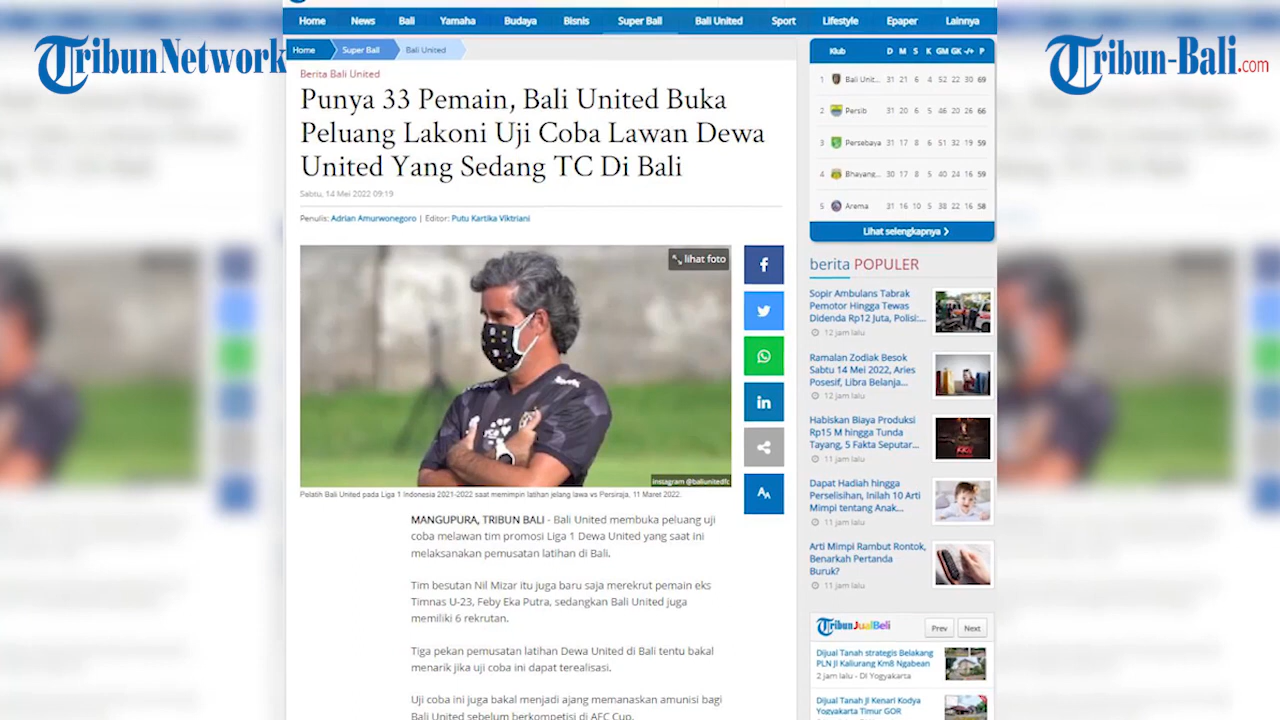 TribunNetwork
Tribun-Bali.com
Home News Bali Yamaha Budaya Bisnis Super Ball Bali United Sport Lifestyle Epaper Lainnya
Home Super Ball Bali United
Berita Bali United
Punya 33 Pemain, Bali United Buka
Peluang Lakoni Uji Coba Lawan Dewa
United Yang Sedang TC Di Bali
Sabtu, 14 Mei 2022 09:19
Penulis: Adrian Amurwonegoro | Editor: Putu Kartika Viktriani
lihat foto
instagram @baliunitedfc
Pelatih Bali United pada Liga 1 Indonesia 2021-2022 saat memimpin latihan jelang lawa vs Persiraja, 11 Maret 2022.
MANGUPURA, TRIBUN BALI - Bali United membuka peluang uji
coba melawan tim promosi Liga 1 Dewa United yang saat ini
melaksanakan pemusatan latihan di Bali.
Tim besutan Nil Mizar itu juga baru saja merekrut pemain eks
Timnas U-23, Feby Eka Putra, sedangkan Bali United juga
memiliki 6 rekrutan.
Tiga pekan pemusatan latihan Dewa United di Bali tentu bakal
menarik jika uji coba ini dapat terealisasi.
Uji coba ini juga bakal menjadi ajang memanaskan amunisi bagi
Bali United sebelum berkompetisi di AFC Cup.
Klub D M S K GM GK -/+ P
1 Bali Unit... 31 21 6 4 52 22 30 69
2 Persib 31 20 6 5 46 20 26 66
3 Persebaya 31 17 8 6 51 32 19 59
4 Bhayang... 30 17 8 5 40 24 16 59
5 Arema 31 16 10 5 38 22 16 58
Lihat selengkapnya
berita POPULER
Sopir Ambulans Tabrak
Pemotor Hingga Tewas
Didenda Rp12 Juta, Polisi:...
12 jam lalu
Ramalan Zodiak Besok
Sabtu 14 Mei 2022, Aries
Posesif, Libra Belanja...
12 jam lalu
Habiskan Biaya Produksi
Rp15 M hingga Tunda
Tayang, 5 Fakta Seputar...
11 jam lalu
Dapat Hadiah hingga
Perselisihan, Inilah 10 Arti
Mimpi tentang Anak...
11 jam lalu
Arti Mimpi Rambut Rontok,
Benarkah Pertanda
Buruk?
11 jam lalu
TribunJualBeli Prev Next
Dijual Tanah strategis Belakang
PLN Jl Kaliurang Km8 Ngabean
2 jam lalu - DI Yogyakarta
Dijual Tanah Jl Kenari Kodya
Yogyakarta Timur GOR